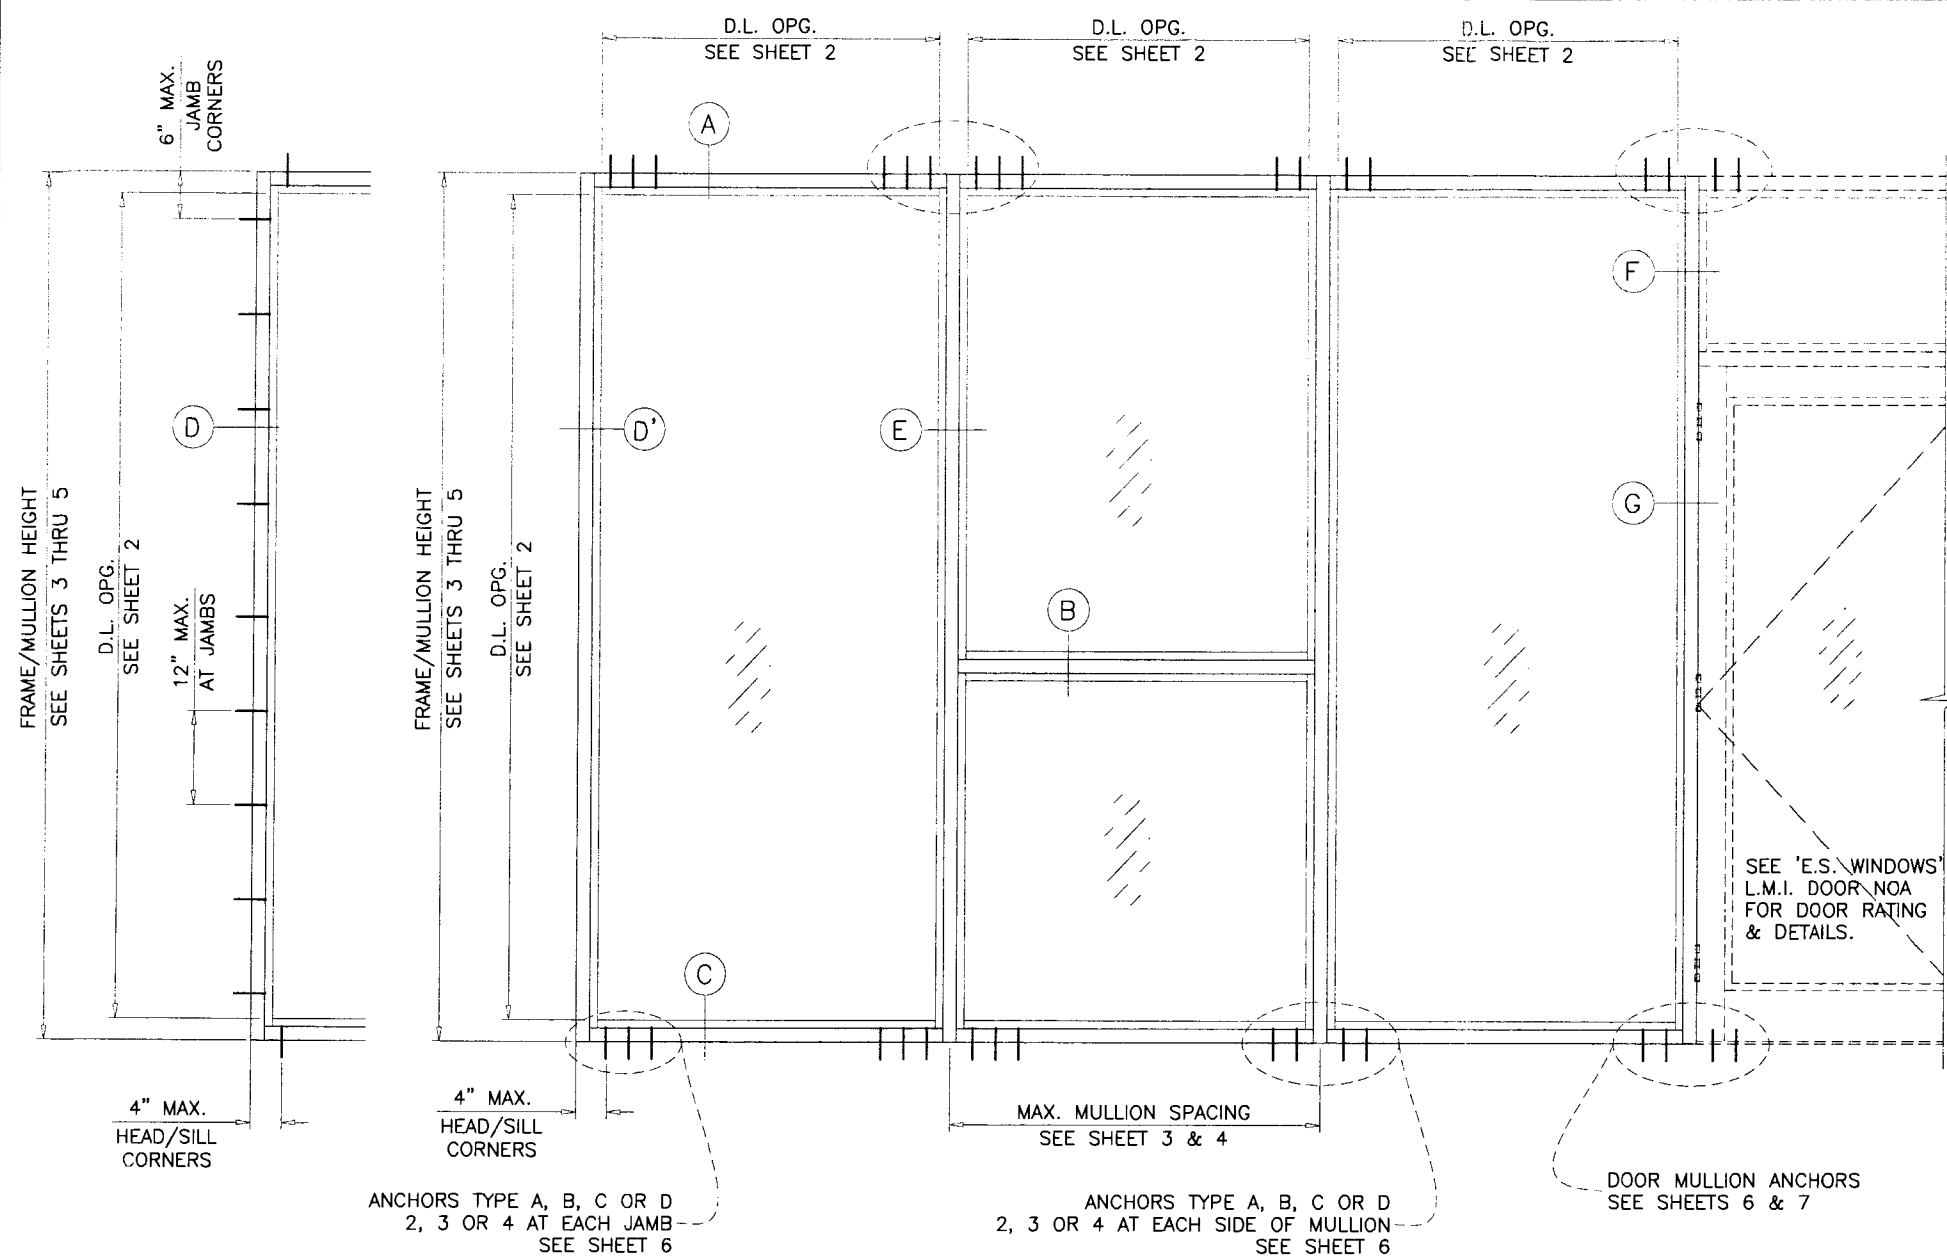 D.L. OPG.
SEE SHEET 2
D.L. OPG.
SEE SHEET 2
D.L. OPG.
SEE SHEET 2
6" MAX.
JAMB
CORNERS
A
F
D
D'
E
G
FRAME/MULLION HEIGHT
SEE SHEETS 3 THRU 5
D.L. OPG.
SEE SHEET 2
12" MAX.
AT JAMBS
FRAME/MULLION HEIGHT
SEE SHEETS 3 THRU 5
D.L. OPG.
SEE SHEET 2
B
SEE 'E.S. WINDOWS'
L.M.I. DOOR NOA
FOR DOOR RATING
& DETAILS.
C
4" MAX.
HEAD/SILL
CORNERS
4" MAX.
HEAD/SILL
CORNERS
MAX. MULLION SPACING
SEE SHEET 3 & 4
ANCHORS TYPE A, B, C OR D
2, 3 OR 4 AT EACH JAMB
SEE SHEET 6
ANCHORS TYPE A, B, C OR D
2, 3 OR 4 AT EACH SIDE OF MULLION
SEE SHEET 6
DOOR MULLION ANCHORS
SEE SHEETS 6 & 7